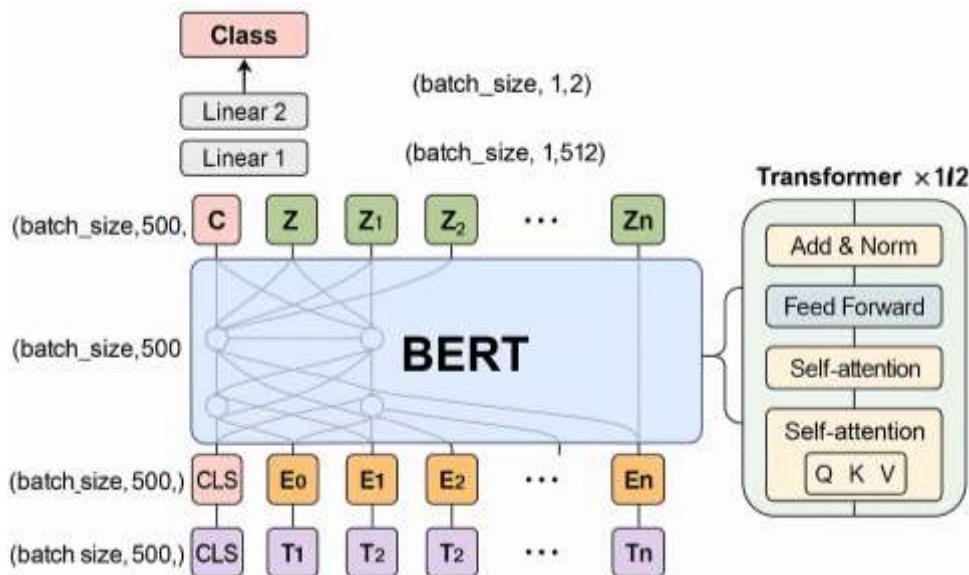 Class
Linear 2
(batch_size, 1,2)
Linear 1
(batch_size, 1,512)
Transformer ×1/2
(batch_size,500,
C Z Z1 Z2 ... Zn
Add & Norm
Feed Forward
(batch_size,500
BERT
Self-attention
Self-attention
Q K V
(batch_size, 500,)
CLS E0 E1 E2 ... En
(batch size, 500,)
CLS T1 T2 T2 ... Tn